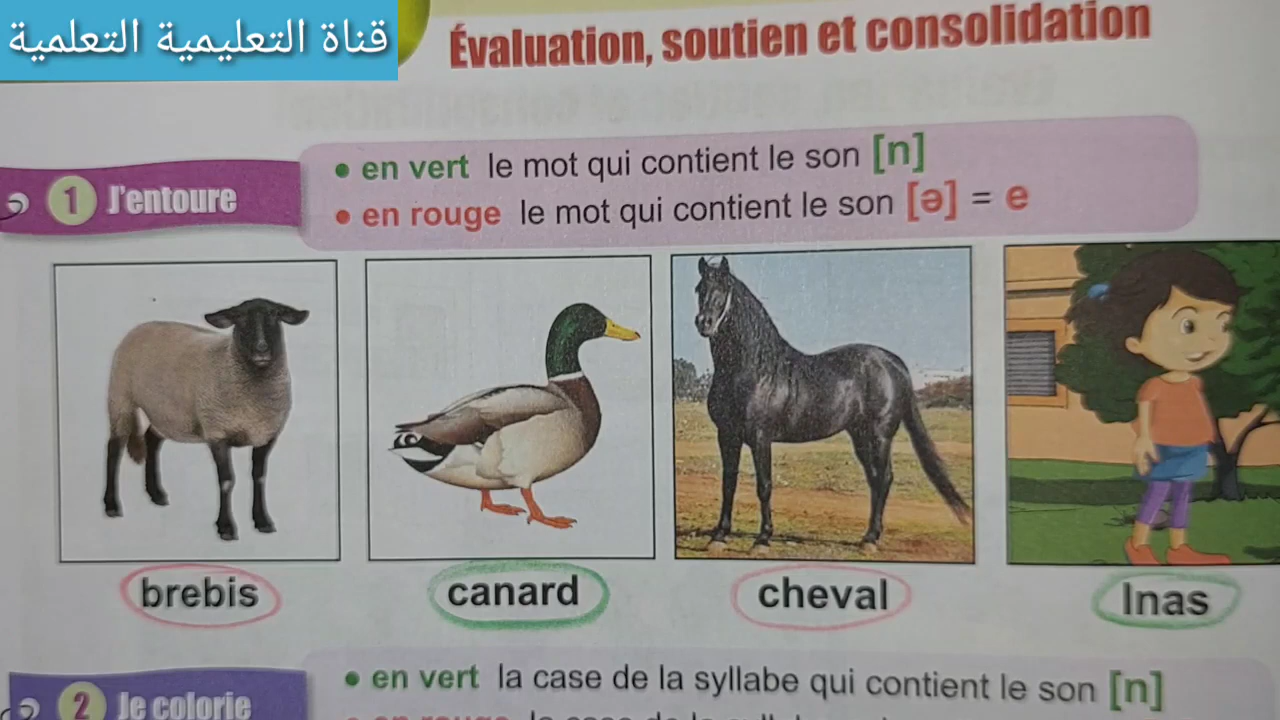 قناة التعليمية التعلمية
Évaluation, soutien et consolidation
1 J'entoure
• en vert le mot qui contient le son [n]
• en rouge le mot qui contient le son [ə] = e
brebis
canard
cheval
Inas
2 Je colorie
• en vert la case de la syllabe qui contient le son [n]